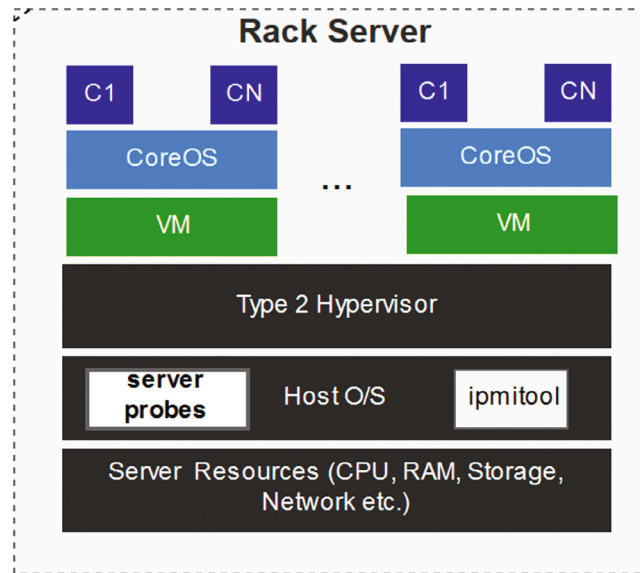 Rack Server
C1 CN C1 CN
CoreOS CoreOS
...
VM VM
Type 2 Hypervisor
server
probes
Host O/S
ipmitool
Server Resources (CPU, RAM, Storage,
Network etc.)